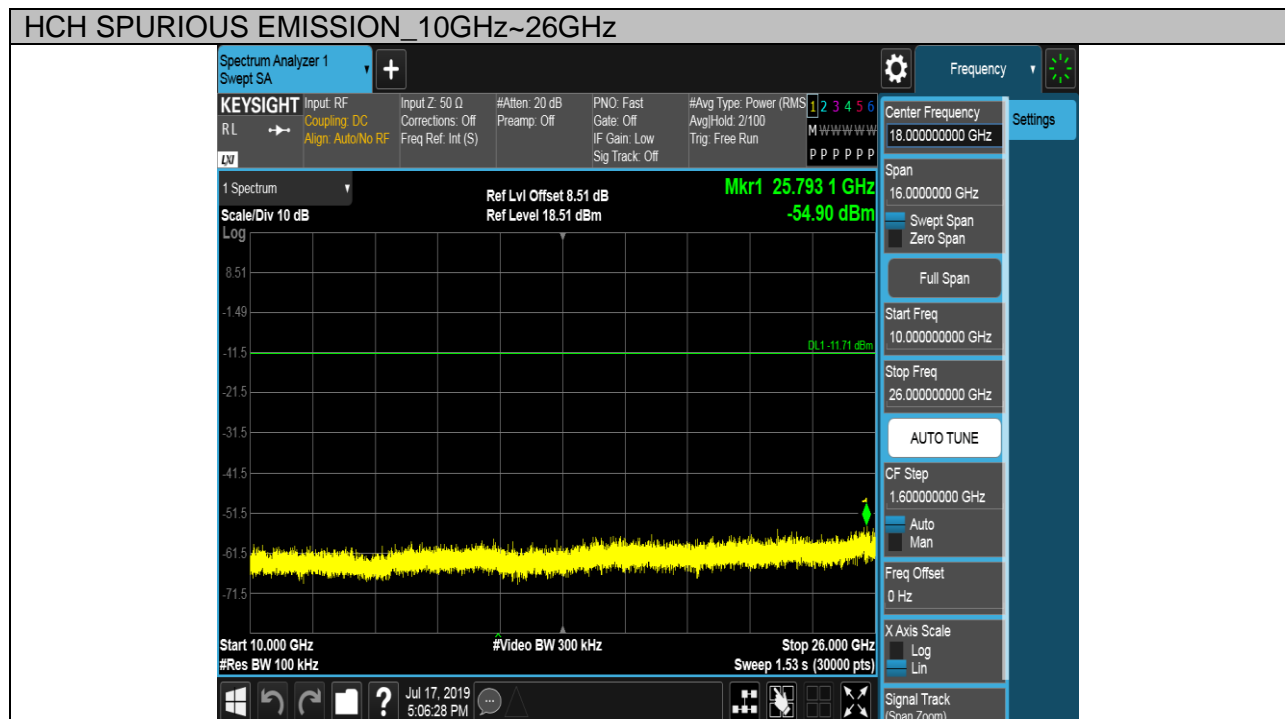 HCH SPURIOUS EMISSION_10GHz~26GHz
Spectrum Analyzer 1
Swept SA
+
Frequency
KEYSIGHT
RL
LXI
Input: RF
Coupling: DC
Align: Auto/No RF
Input Z: 50 Ω
Corrections: Off
Freq Ref: Int (S)
#Atten: 20 dB
Preamp: Off
PNO: Fast
Gate: Off
IF Gain: Low
Sig Track: Off
#Avg Type: Power (RMS
Avg|Hold: 2/100
Trig: Free Run
1 2 3 4 5 6
M W W W W W
P P P P P P
1 Spectrum
Scale/Div 10 dB
Log
Ref Lvl Offset 8.51 dB
Ref Level 18.51 dBm
Mkr1 25.793 1 GHz
-54.90 dBm
8.51
-1.49
-11.5
-21.5
-31.5
-41.5
-51.5
-61.5
-71.5
DL1 -11.71 dBm
1
Start 10.000 GHz
#Res BW 100 kHz
#Video BW 300 kHz
Stop 26.000 GHz
Sweep 1.53 s (30000 pts)
?
Jul 17, 2019
5:06:28 PM
Center Frequency
18.000000000 GHz
Span
16.0000000 GHz
Swept Span
Zero Span
Full Span
Start Freq
10.000000000 GHz
Stop Freq
26.000000000 GHz
AUTO TUNE
CF Step
1.600000000 GHz
Auto
Man
Freq Offset
0 Hz
X Axis Scale
Log
Lin
Signal Track
(Span Zoom)
Settings